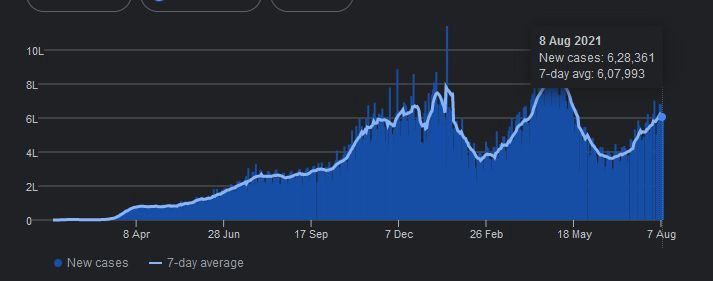 8 Aug 2021
New cases: 6,28,361
7-day avg: 6,07,993
10L
8L
6L
4L
2L
0
8 Apr 28 Jun 17 Sep 7 Dec 26 Feb 18 May 7 Aug
New cases 7-day average